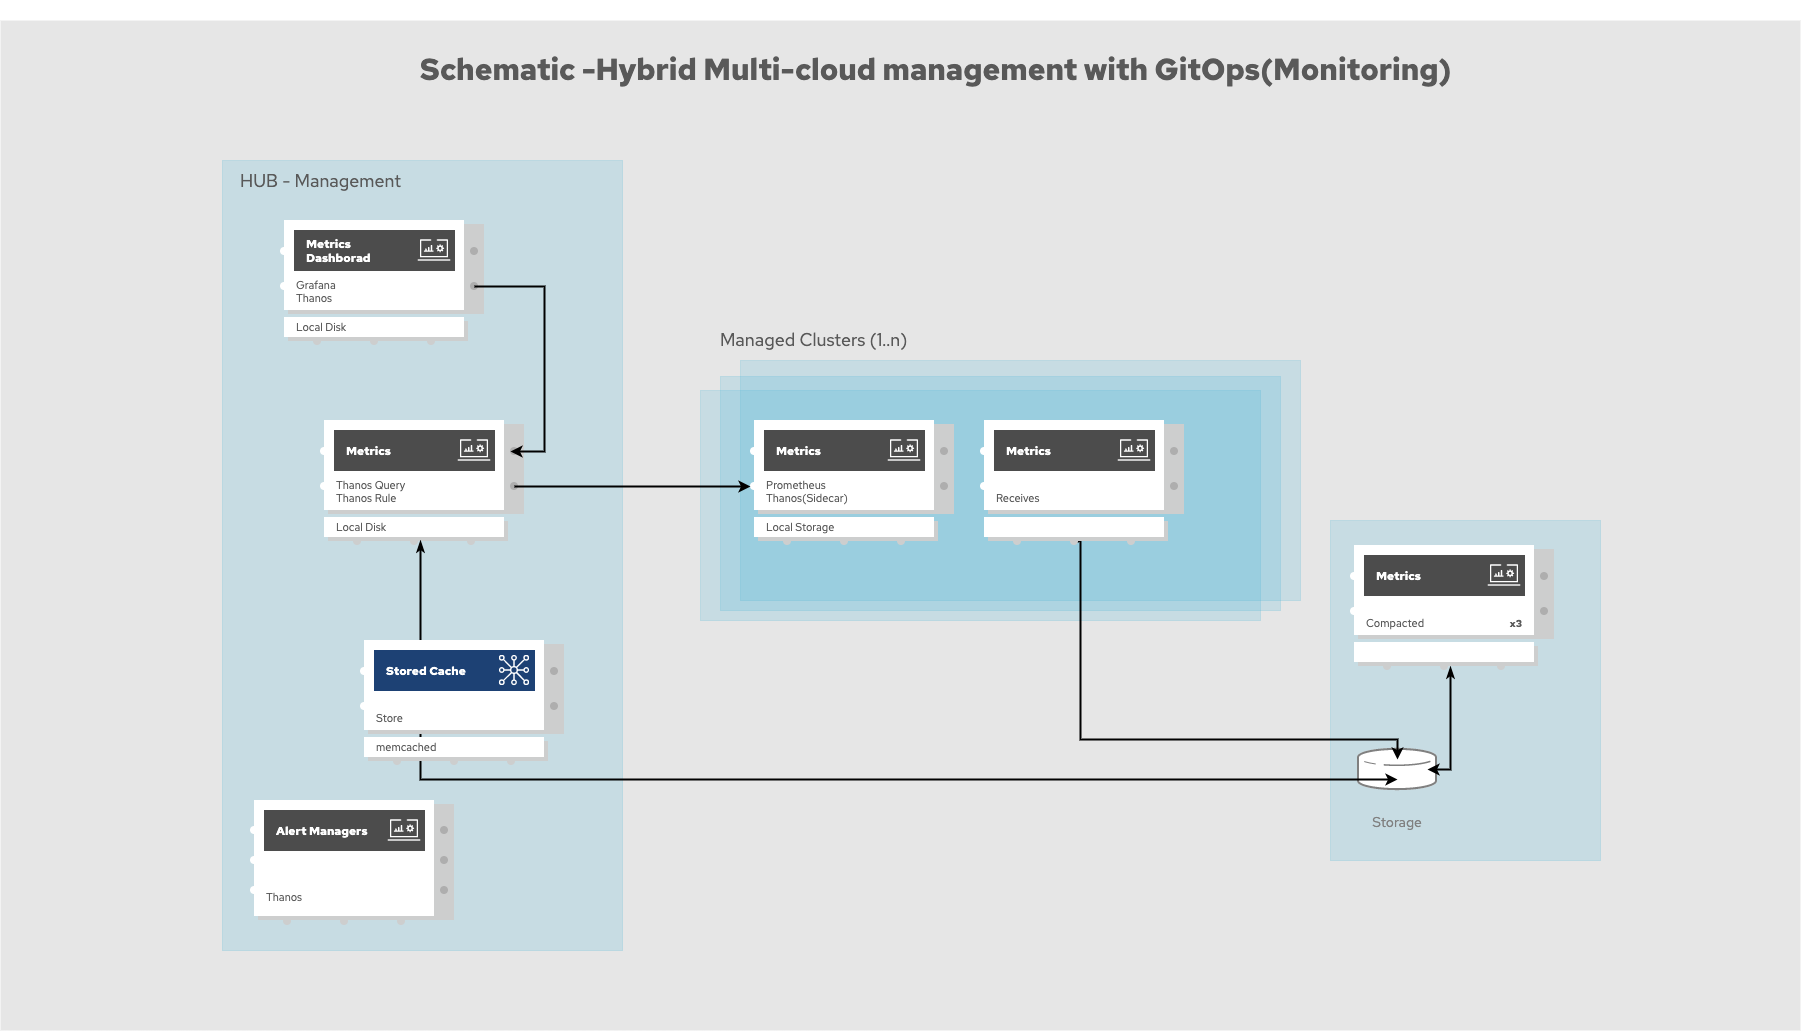 Schematic -Hybrid Multi-cloud management with GitOps(Monitoring)
HUB - Management
Metrics
Dashborad
Grafana
Thanos
Local Disk
Metrics
Thanos Query
Thanos Rule
Local Disk
Stored Cache
Store
memcached
Alert Managers
Thanos
Managed Clusters (1..n)
Metrics
Prometheus
Thanos(Sidecar)
Local Storage
Metrics
Receives
Metrics
Compacted x3
Storage